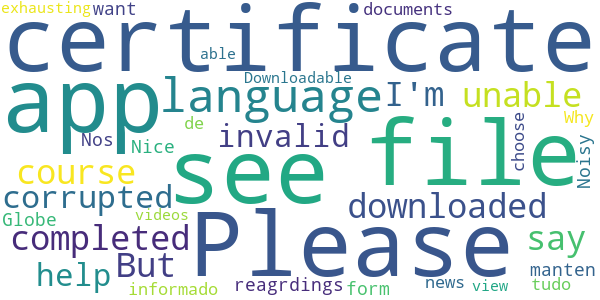 exhausting want documents
certificate
able
app language Downloadable I'm unable
Nos Nice de invalid file choose Noisy Why
course see
corrupted downloaded
Globe videos Please
completed But say
help reagrdings news view manten
informado form tudo